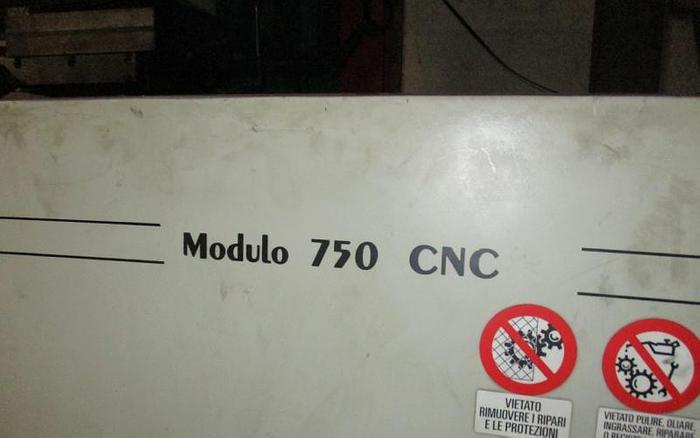 Modulo 750 CNC
VIETATO
RIMUOVERE I RIPARI
E LE PROTEZIONI
VIETATO PULIRE, OLIARE
INGRASSARE, RIPARARE